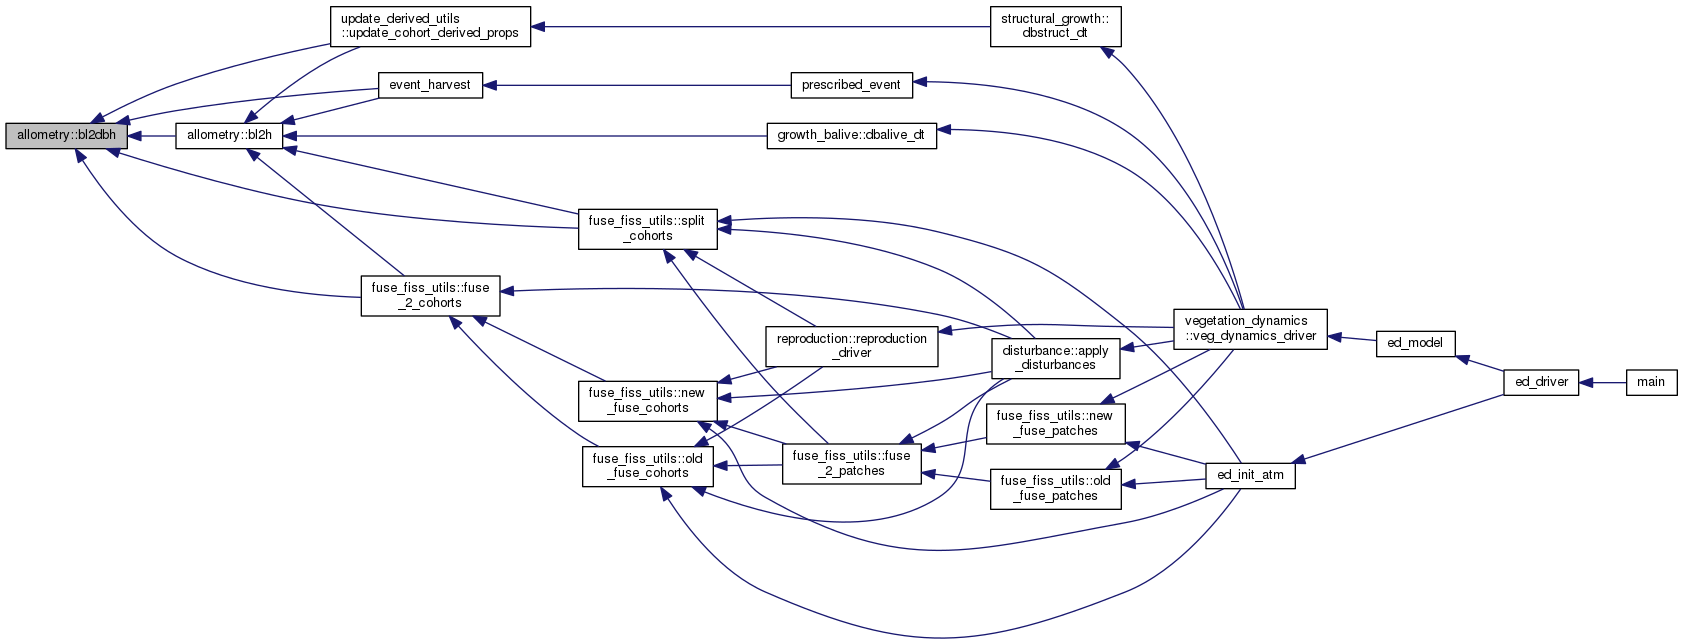 update_derived_utils
::update_cohort_derived_props
structural_growth::
dbstruct_dt
event_harvest
prescribed_event
allometry::bl2dbh
allometry::bl2h
growth_balive::dbalive_dt
fuse_fiss_utils::split
_cohorts
fuse_fiss_utils::fuse
_2_cohorts
vegetation_dynamics
::veg_dynamics_driver
reproduction::reproduction
_driver
disturbance::apply
_disturbances
ed_model
ed_driver
main
fuse_fiss_utils::new
_fuse_cohorts
fuse_fiss_utils::new
_fuse_patches
fuse_fiss_utils::old
_fuse_cohorts
fuse_fiss_utils::fuse
_2_patches
fuse_fiss_utils::old
_fuse_patches
ed_init_atm